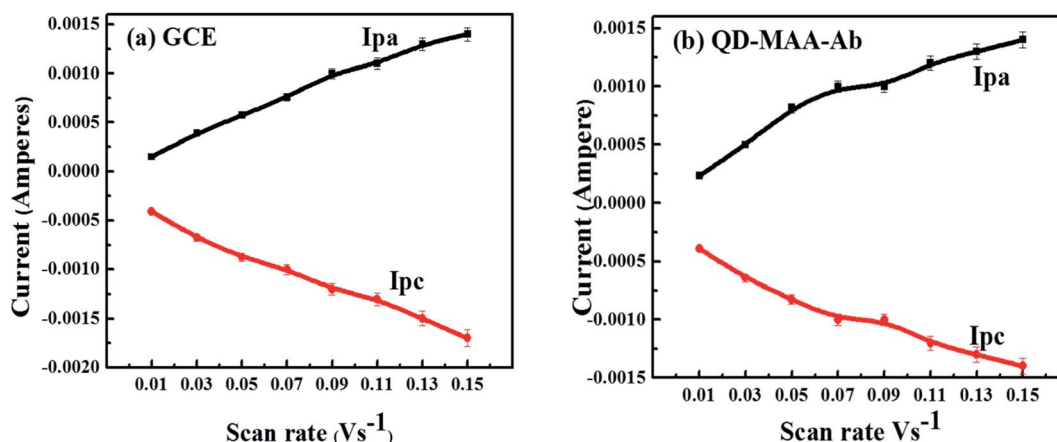 (a) GCE
Ipa
Ipc
Current (Amperes)
0.0015
0.0010
0.0005
0.0000
-0.0005
-0.0010
-0.0015
-0.0020
0.01 0.03 0.05 0.07 0.09 0.11 0.13 0.15
Scan rate (Vs-1)
(b) QD-MAA-Ab
Ipa
Ipc
Current (Ampere)
0.0015
0.0010
0.0005
0.0000
-0.0005
-0.0010
-0.0015
0.01 0.03 0.05 0.07 0.09 0.11 0.13 0.15
Scan rate Vs-1